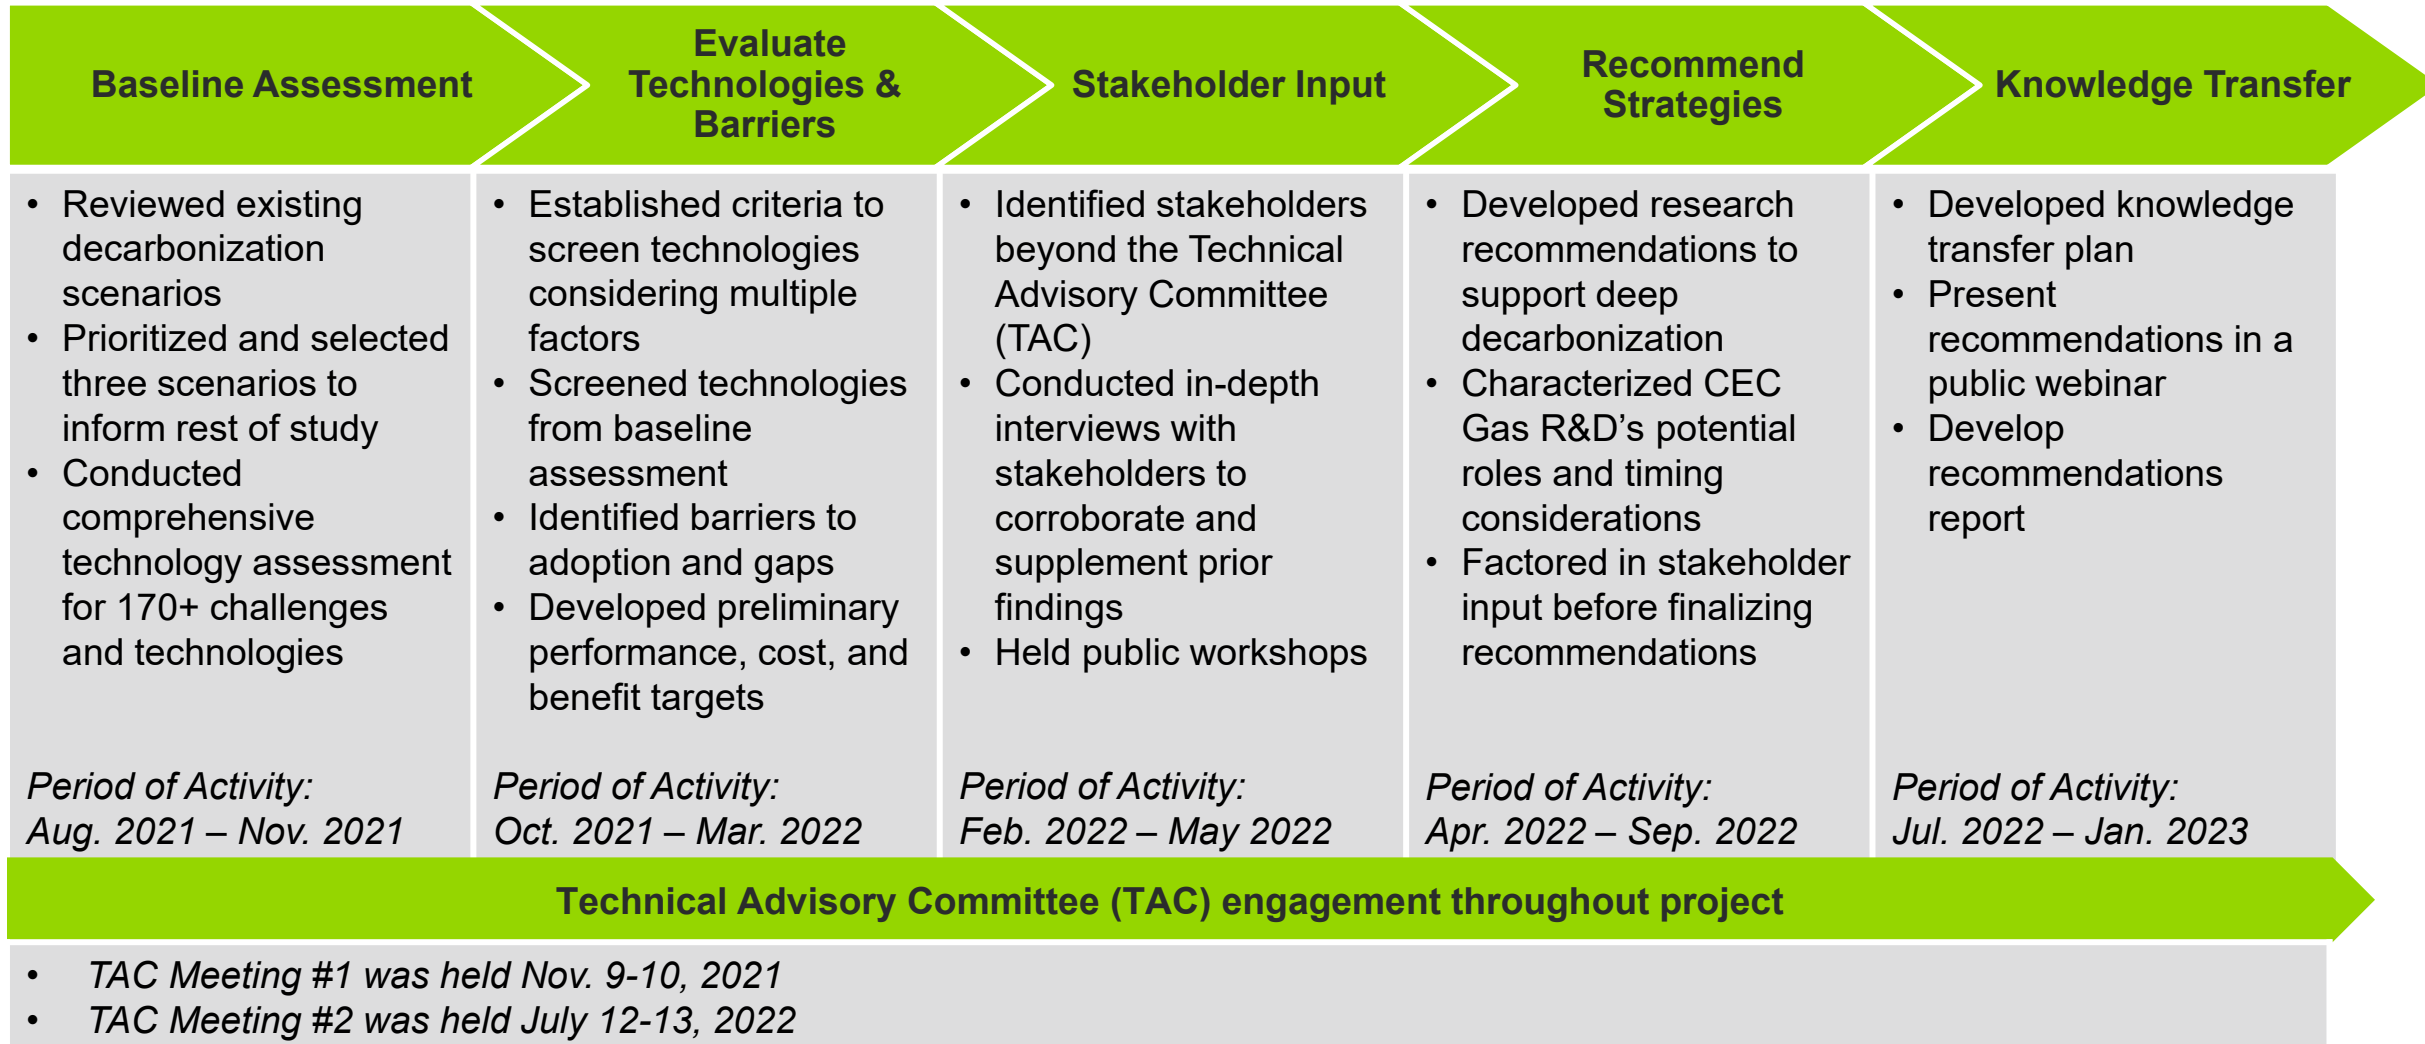 Baseline Assessment
Evaluate
Technologies &
Barriers
Stakeholder Input
Recommend
Strategies
Knowledge Transfer
• Reviewed existing
decarbonization
scenarios
• Prioritized and selected
three scenarios to
inform rest of study
• Conducted
comprehensive
technology assessment
for 170+ challenges
and technologies
Period of Activity:
Aug. 2021 – Nov. 2021
• Established criteria to
screen technologies
considering multiple
factors
• Screened technologies
from baseline
assessment
• Identified barriers to
adoption and gaps
• Developed preliminary
performance, cost, and
benefit targets
Period of Activity:
Oct. 2021 – Mar. 2022
• Identified stakeholders
beyond the Technical
Advisory Committee
(TAC)
• Conducted in-depth
interviews with
stakeholders to
corroborate and
supplement prior
findings
• Held public workshops
Period of Activity:
Feb. 2022 – May 2022
• Developed research
recommendations to
support deep
decarbonization
• Characterized CEC
Gas R&D’s potential
roles and timing
considerations
• Factored in stakeholder
input before finalizing
recommendations
Period of Activity:
Apr. 2022 – Sep. 2022
• Developed knowledge
transfer plan
• Present
recommendations in a
public webinar
• Develop
recommendations
report
Period of Activity:
Jul. 2022 – Jan. 2023
Technical Advisory Committee (TAC) engagement throughout project
• TAC Meeting #1 was held Nov. 9-10, 2021
• TAC Meeting #2 was held July 12-13, 2022